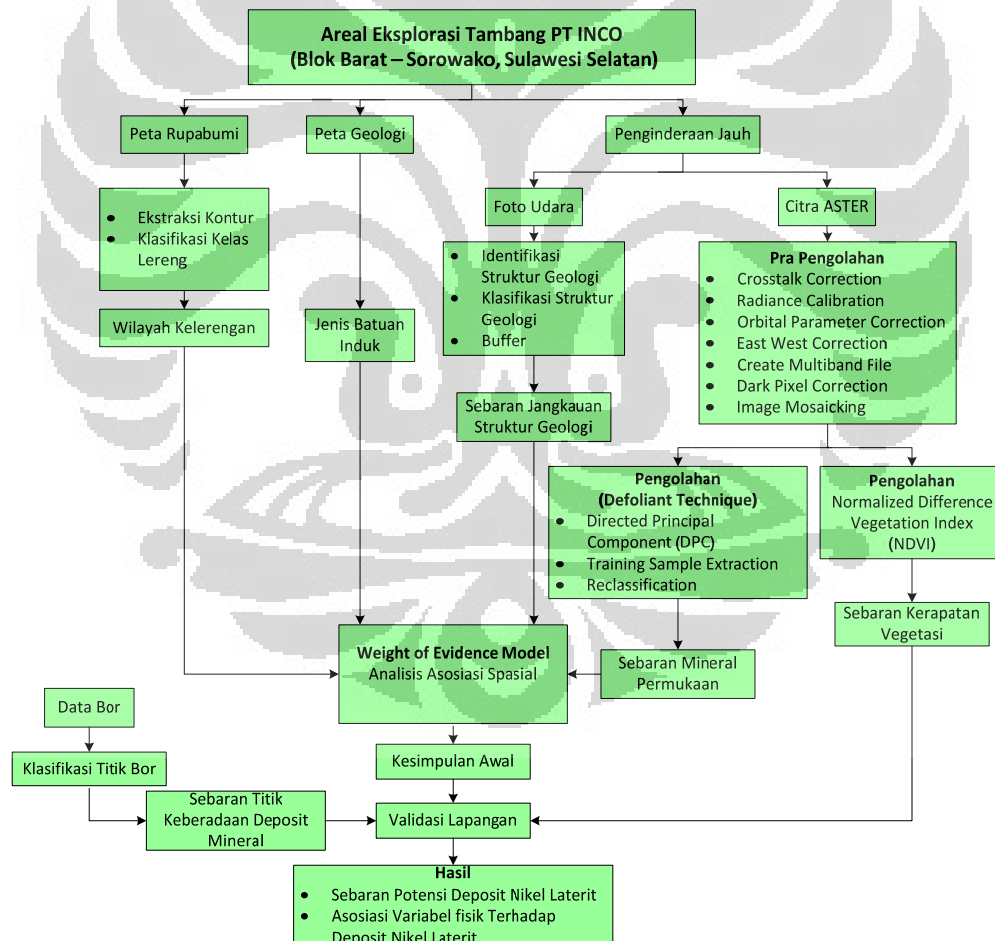 Areal Eksplorasi Tambang PT INCO
(Blok Barat – Sorowako, Sulawesi Selatan)
Peta Rupabumi
Peta Geologi
Penginderaan Jauh
• Ekstraksi Kontur
• Klasifikasi Kelas
Lereng
Foto Udara
Citra ASTER
• Identifikasi
Struktur Geologi
• Klasifikasi Struktur
Geologi
• Buffer
Pra Pengolahan
• Crosstalk Correction
• Radiance Calibration
• Orbital Parameter Correction
• East West Correction
• Create Multiband File
• Dark Pixel Correction
• Image Mosaicking
Wilayah Kelerengan
Jenis Batuan
Induk
Sebaran Jangkauan
Struktur Geologi
Pengolahan
(Defoliant Technique)
• Directed Principal
Component (DPC)
• Training Sample Extraction
• Reclassification
Pengolahan
Normalized Difference
Vegetation Index
(NDVI)
Sebaran Kerapatan
Vegetasi
Weight of Evidence Model
Analisis Asosiasi Spasial
Sebaran Mineral
Permukaan
Data Bor
Klasifikasi Titik Bor
Kesimpulan Awal
Sebaran Titik
Keberadaan Deposit
Mineral
Validasi Lapangan
Hasil
• Sebaran Potensi Deposit Nikel Laterit
• Asosiasi Variabel fisik Terhadap
Deposit Nikel Laterit